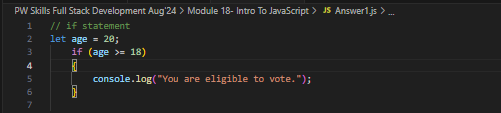 PW Skills Full Stack Development Aug'24 > Module 18- Intro To JavaScript > JS Answer1.js > ...
1 // if statement
2 let age = 20;
3     if (age >= 18)
4     {
5         console.log("You are eligible to vote.");
6     }
7